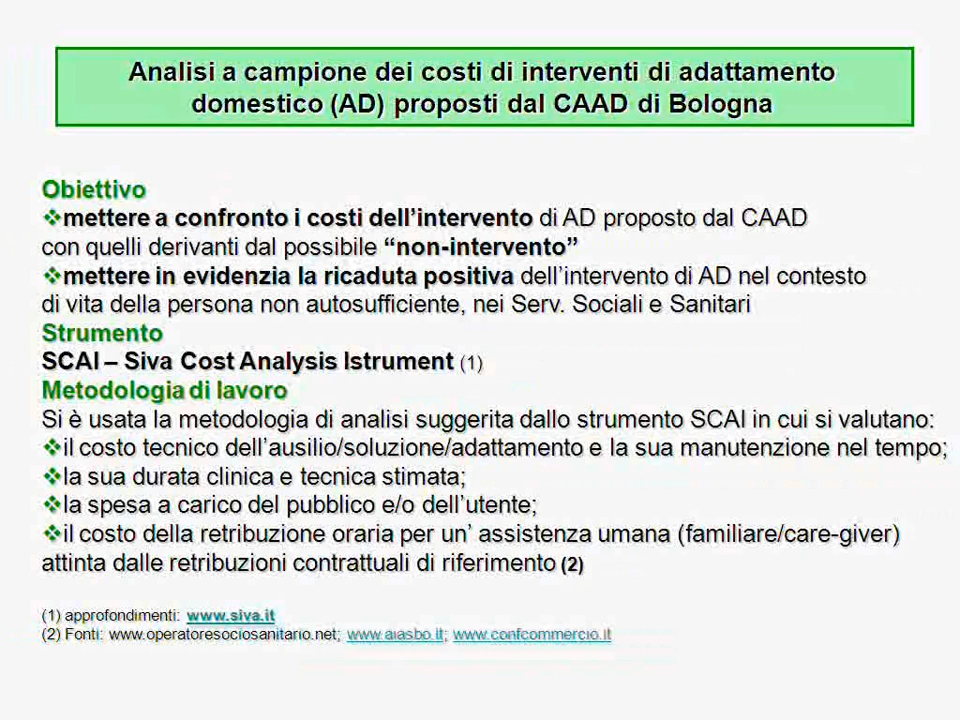 Analisi a campione dei costi di interventi di adattamento
domestico (AD) proposti dal CAAD di Bologna
Obiettivo
❖mettere a confronto i costi dell’intervento di AD proposto dal CAAD
con quelli derivanti dal possibile “non-intervento”
❖mettere in evidenzia la ricaduta positiva dell’intervento di AD nel contesto
di vita della persona non autosufficiente, nei Serv. Sociali e Sanitari
Strumento
SCAI – Siva Cost Analysis Istrument (1)
Metodologia di lavoro
Si è usata la metodologia di analisi suggerita dallo strumento SCAI in cui si valutano:
❖il costo tecnico dell’ausilio/soluzione/adattamento e la sua manutenzione nel tempo;
❖la sua durata clinica e tecnica stimata;
❖la spesa a carico del pubblico e/o dell’utente;
❖il costo della retribuzione oraria per un’ assistenza umana (familiare/care-giver)
attinta dalle retribuzioni contrattuali di riferimento (2)
(1) approfondimenti: www.siva.it
(2) Fonti: www.operatoresociosanitario.net; www.aiasbo.it; www.confcommercio.it